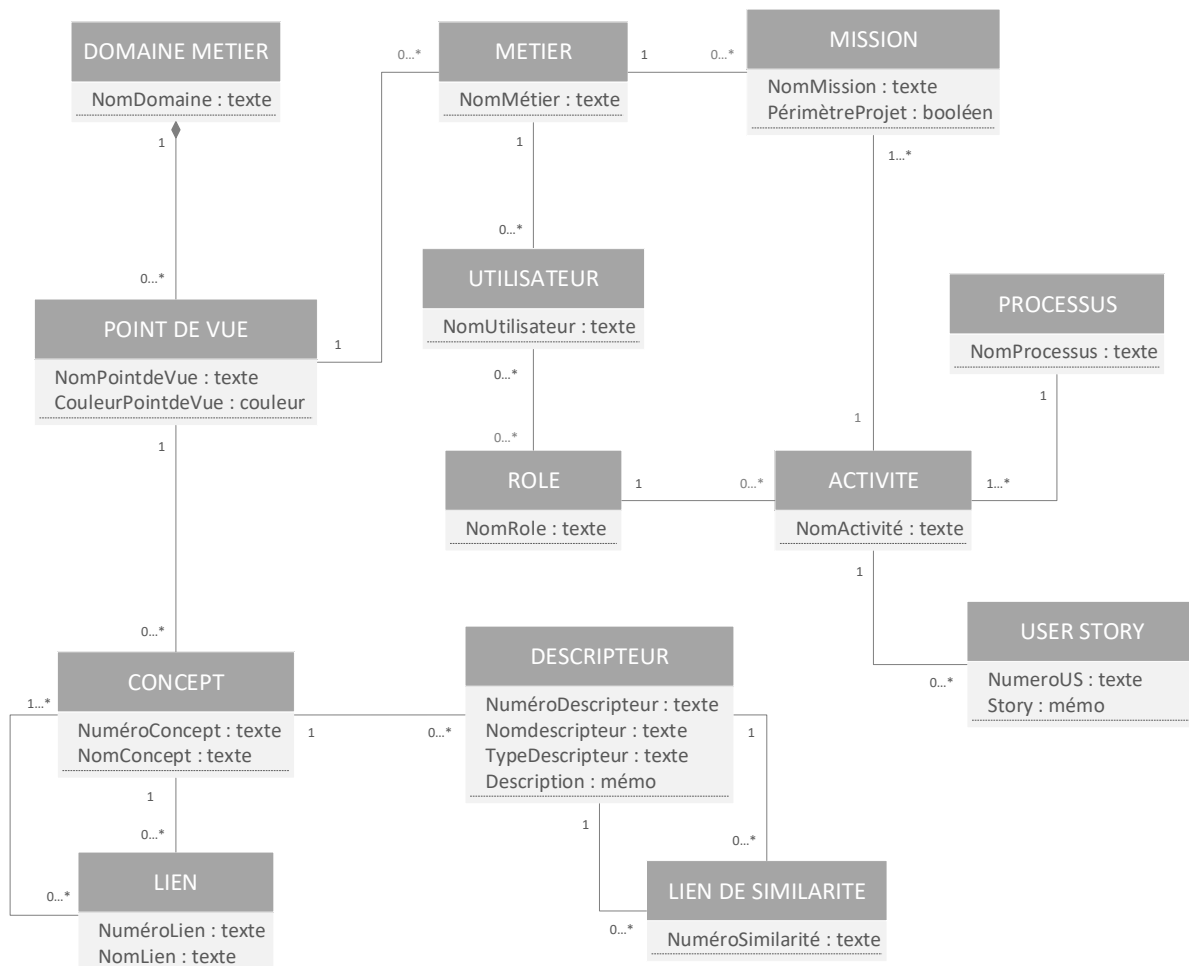 DOMAINE METIER
NomDomaine : texte
1
0...*
METIER
NomMétier : texte
0...*
1
0...*
MISSION
NomMission : texte
PérimètreProjet : booléen
1
1...*
0...*
UTILISATEUR
NomUtilisateur : texte
0...*
POINT DE VUE
NomPointdeVue : texte
CouleurPointdeVue : couleur
1
1
PROCESSUS
NomProcessus : texte
1
0...*
1
ROLE
NomRole : texte
1
0...*
ACTIVITE
NomActivité : texte
1...*
1
USER STORY
NumeroUS : texte
Story : mémo
0...*
0...*
CONCEPT
NuméroConcept : texte
NomConcept : texte
1...*
1
0...*
DESCRIPTEUR
NuméroDescripteur : texte
Nomdescripteur : texte
TypeDescripteur : texte
Description : mémo
1
1
1
0...*
0...*
LIEN
NuméroLien : texte
NomLien : texte
0...*
LIEN DE SIMILARITE
NuméroSimilarité : texte
0...*